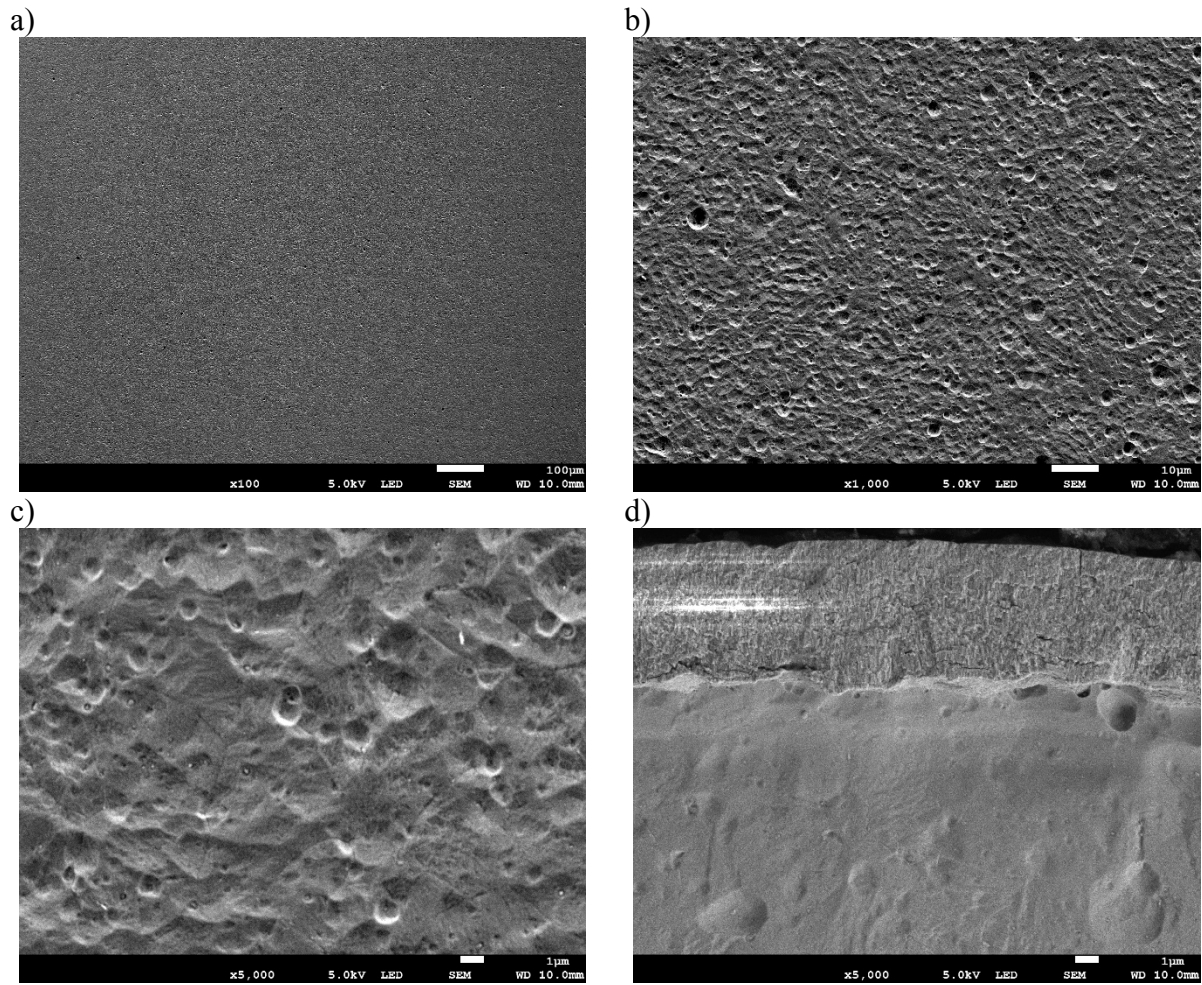 a)
b)
100µm
x100 5.0kV LED SEM WD 10.0mm
10µm
x1,000 5.0kV LED SEM WD 10.0mm
c)
d)
1µm
x5,000 5.0kV LED SEM WD 10.0mm
1µm
x5,000 5.0kV LED SEM WD 10.0mm